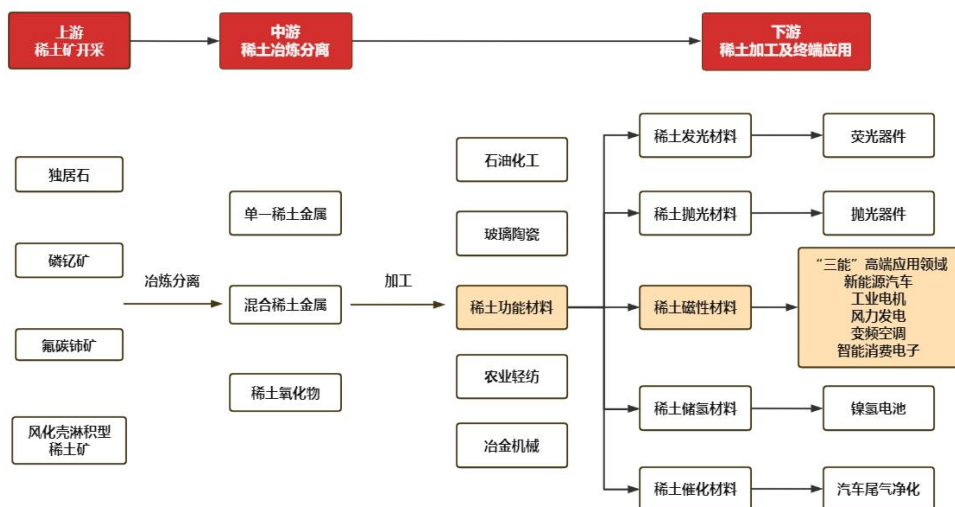 上游
稀土矿开采
中游
稀土冶炼分离
下游
稀土加工及终端应用
独居石
磷钇矿
氟碳铈矿
风化壳淋积型
稀土矿
冶炼分离
单一稀土金属
混合稀土金属
稀土氧化物
加工
石油化工
玻璃陶瓷
稀土功能材料
农业轻纺
冶金机械
稀土发光材料
荧光器件
稀土抛光材料
抛光器件
稀土磁性材料
“三能”高端应用领域
新能源汽车
工业电机
风力发电
变频空调
智能消费电子
稀土储氢材料
镍氢电池
稀土催化材料
汽车尾气净化